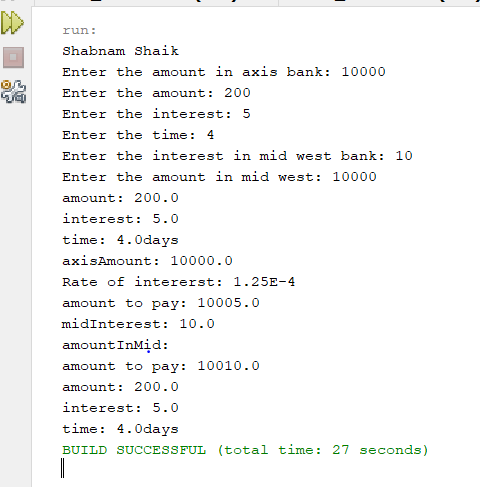 run:
Shabnam Shaik
Enter the amount in axis bank: 10000
Enter the amount: 200
Enter the interest: 5
Enter the time: 4
Enter the interest in mid west bank: 10
Enter the amount in mid west: 10000
amount: 200.0
interest: 5.0
time: 4.0days
axisAmount: 10000.0
Rate of intererst: 1.25E-4
amount to pay: 10005.0
midInterest: 10.0
amountInMid:
amount to pay: 10010.0
amount: 200.0
interest: 5.0
time: 4.0days
BUILD SUCCESSFUL (total time: 27 seconds)